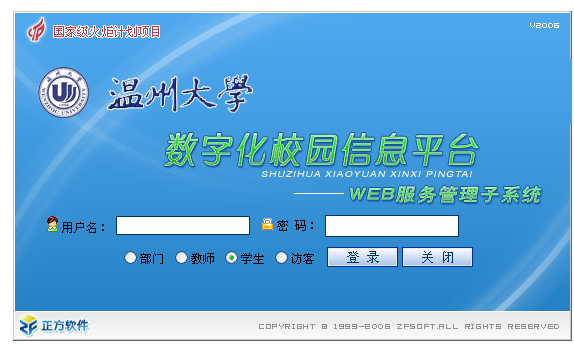 国家级火炬计划项目
V2006
温州大学
WENZHOU UNIVERSITY
数字化校园信息平台
SHUZIHUA XIAOYUAN XINXI PINGTAI
WEB服务管理子系统
用户名： 密 码：
部门 教师 学生 访客 登 录 关 闭
正方软件 COPYRIGHT @ 1999-2006 ZFSOFT.ALL RIGHTS RESERVED